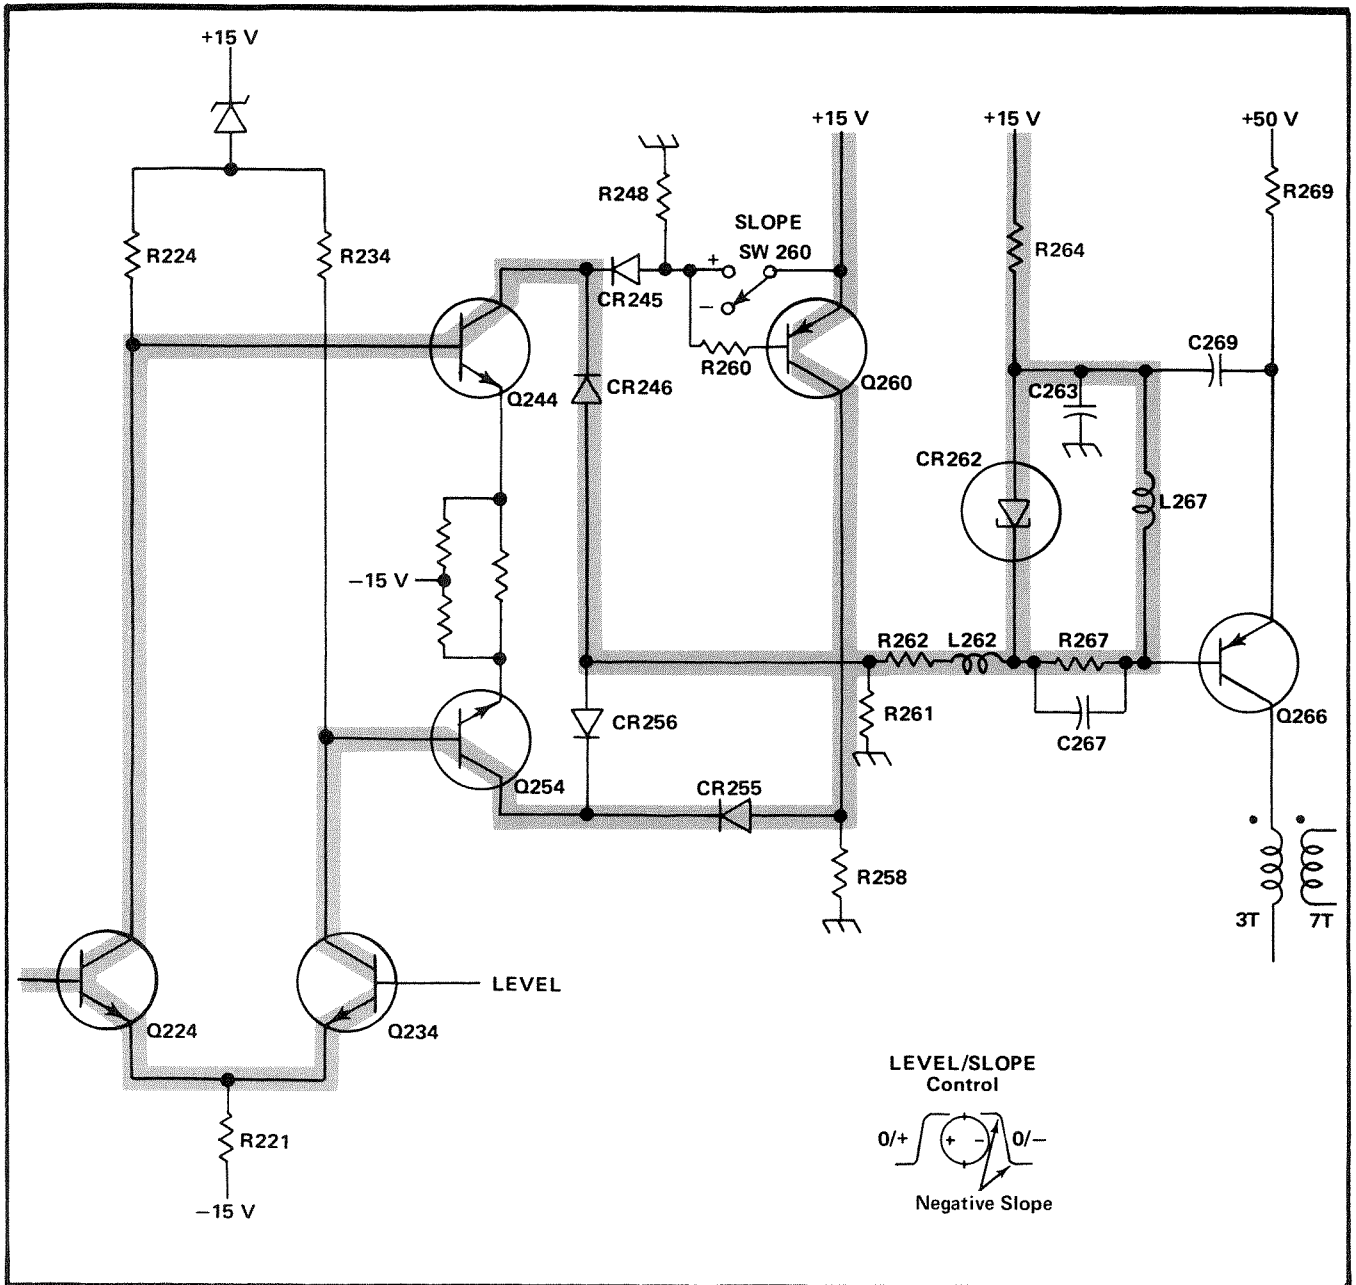 +15 V
+15 V
+15 V
+50 V
R248
R269
SLOPE
SW 260
R224
R234
R264
+
CR245
−
C269
R260
Q260
CR246
C263
Q244
CR262
L267
−15 V
R262
L262
R267
R261
CR256
Q266
C267
Q254
CR255
R258
3T
7T
LEVEL
Q224
Q234
LEVEL/SLOPE
Control
0/+
+
−
0/−
R221
Negative Slope
−15 V